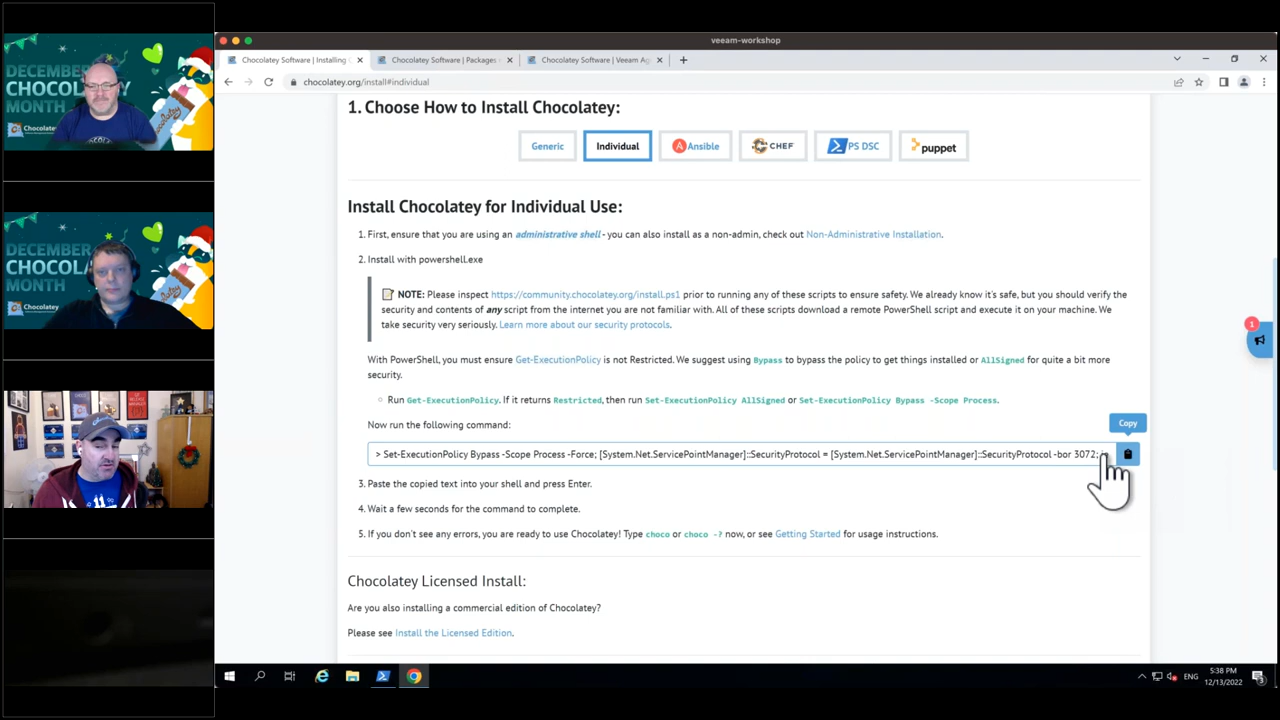 DECEMBER
CHOCOLATEY
MONTH
Chocolatey
DECEMBER
CHOCOLA
MONTH
Chocolatey
veeam-workshop
Chocolatey Software | Installing
Chocolatey Software | Packages
Chocolatey Software | Veeam Ag
chocolatey.org/install#individual
1. Choose How to Install Chocolatey:
Generic
Individual
Ansible
CHEF
PS DSC
puppet
Install Chocolatey for Individual Use:
1. First, ensure that you are using an administrative shell - you can also install as a non-admin, check out Non-Administrative Installation.
2. Install with powershell.exe
NOTE: Please inspect https://community.chocolatey.org/install.ps1 prior to running any of these scripts to ensure safety. We already know it's safe, but you should verify the
security and contents of any script from the internet you are not familiar with. All of these scripts download a remote PowerShell script and execute it on your machine. We
take security very seriously. Learn more about our security protocols.
With PowerShell, you must ensure Get-ExecutionPolicy is not Restricted. We suggest using Bypass to bypass the policy to get things installed or AllSigned for quite a bit more
security.
Run Get-ExecutionPolicy. If it returns Restricted, then run Set-ExecutionPolicy AllSigned or Set-ExecutionPolicy Bypass -Scope Process.
Copy
Now run the following command:
> Set-ExecutionPolicy Bypass -Scope Process -Force; [System.Net.ServicePointManager]::SecurityProtocol = [System.Net.ServicePointManager]::SecurityProtocol -bor 3072;
3. Paste the copied text into your shell and press Enter.
4. Wait a few seconds for the command to complete.
5. If you don't see any errors, you are ready to use Chocolatey! Type choco or choco -? now, or see Getting Started for usage instructions.
Chocolatey Licensed Install:
Are you also installing a commercial edition of Chocolatey?
Please see Install the Licensed Edition.
1
ENG
5:38 PM
12/13/2022
3